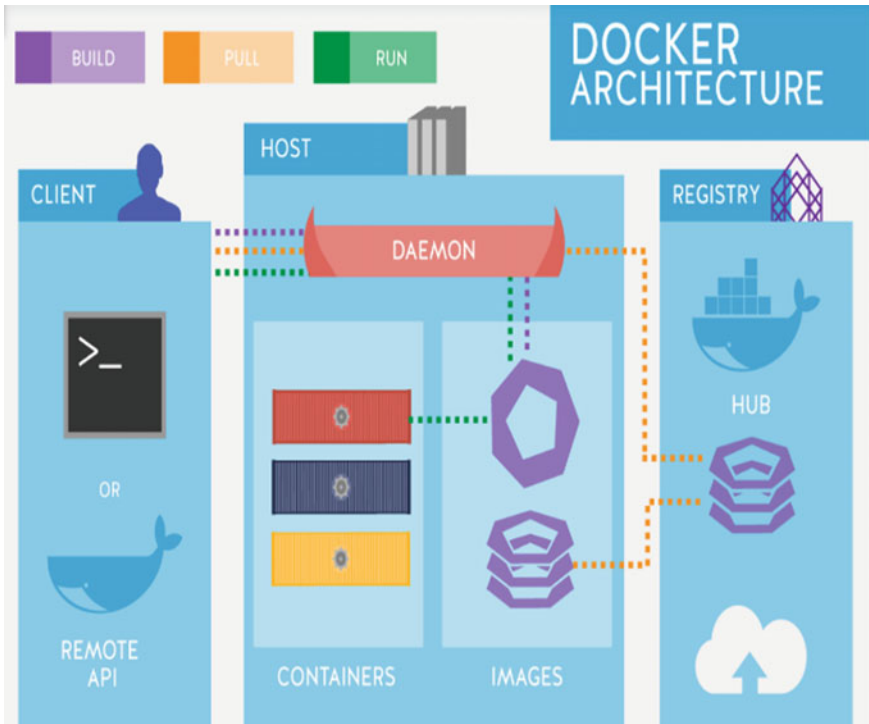 BUILD
PULL
RUN
DOCKER
ARCHITECTURE
CLIENT
>_
OR
REMOTE
API
HOST
DAEMON
CONTAINERS
IMAGES
REGISTRY
HUB